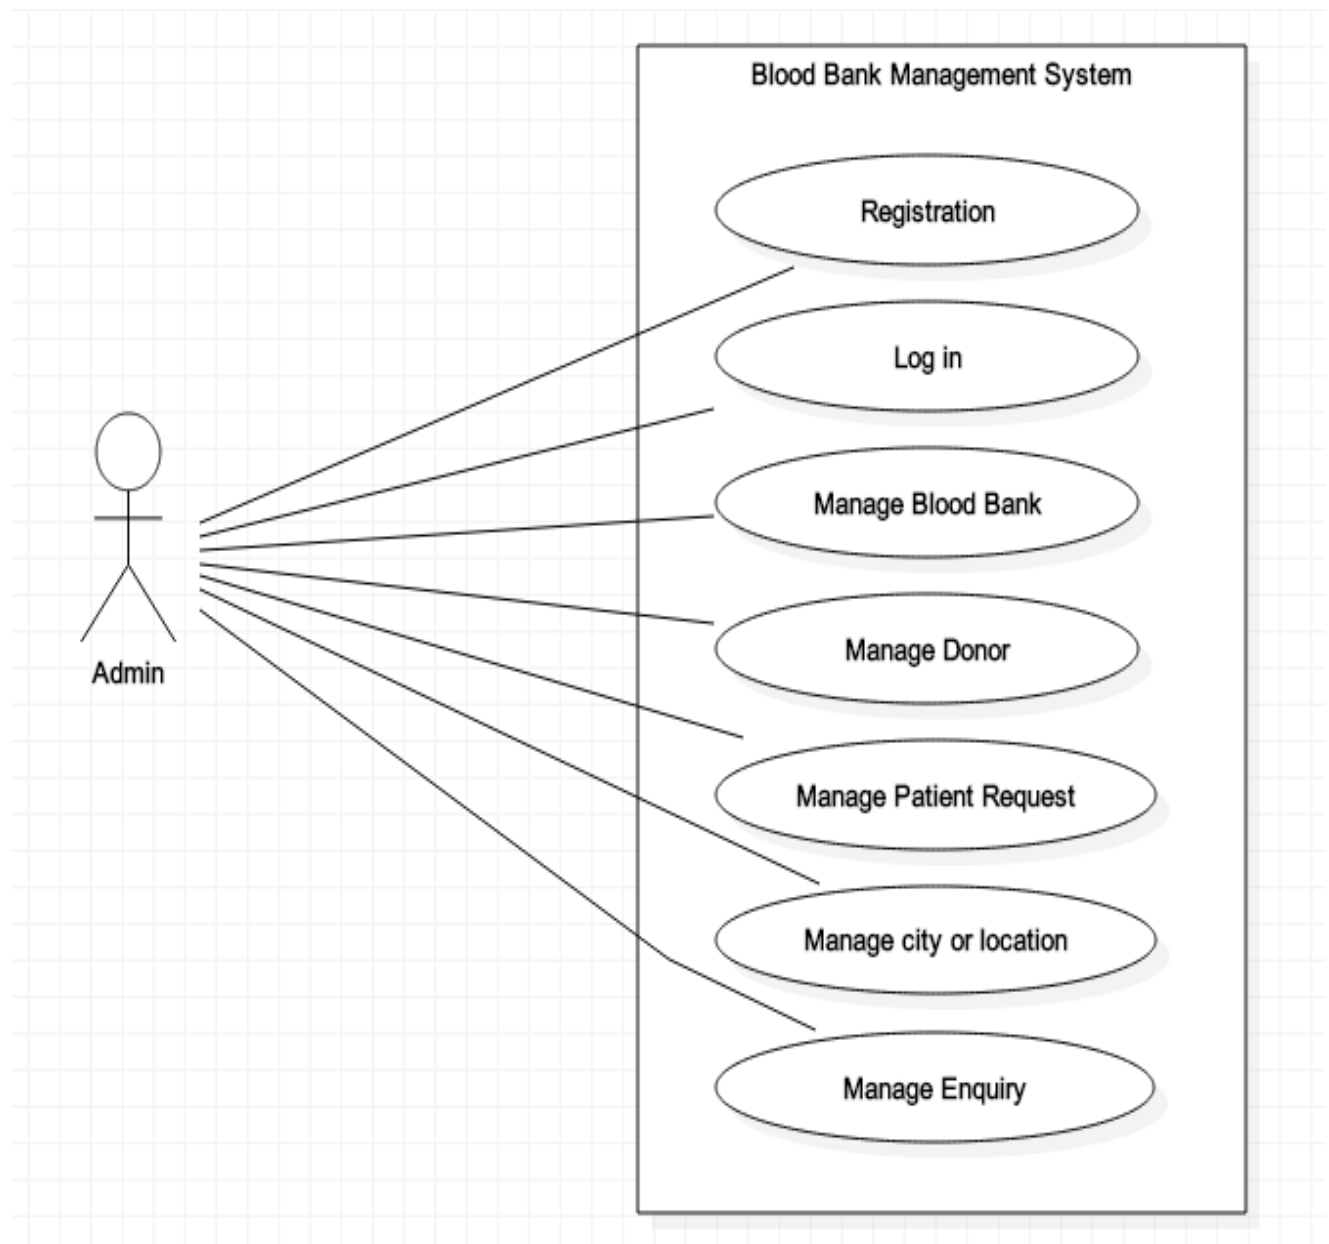 Blood Bank Management System
Registration
Log in
Manage Blood Bank
Manage Donor
Admin
Manage Patient Request
Manage city or location
Manage Enquiry